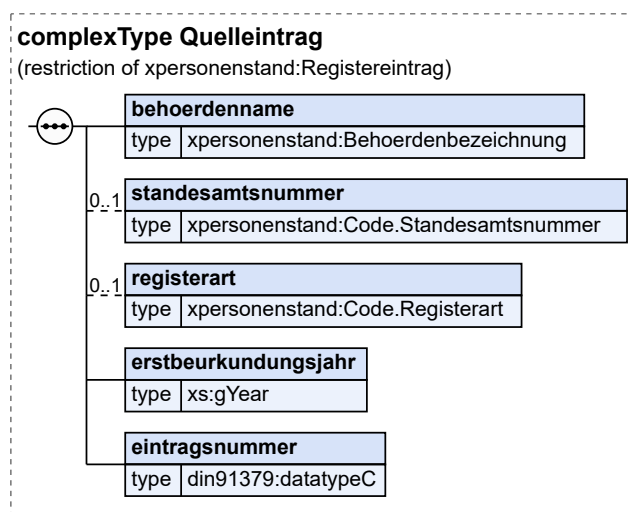 complexType Quelleintrag
(restriction of xpersonenstand:Registereintrag)
behoerdenname
type xpersonenstand:Behoerdenbezeichnung
0..1 standesamtsnummer
type xpersonenstand:Code.Standesamtsnummer
0..1 registerart
type xpersonenstand:Code.Registerart
erstbeurkundungsjahr
type xs:gYear
eintragsnummer
type din91379:datatypeC